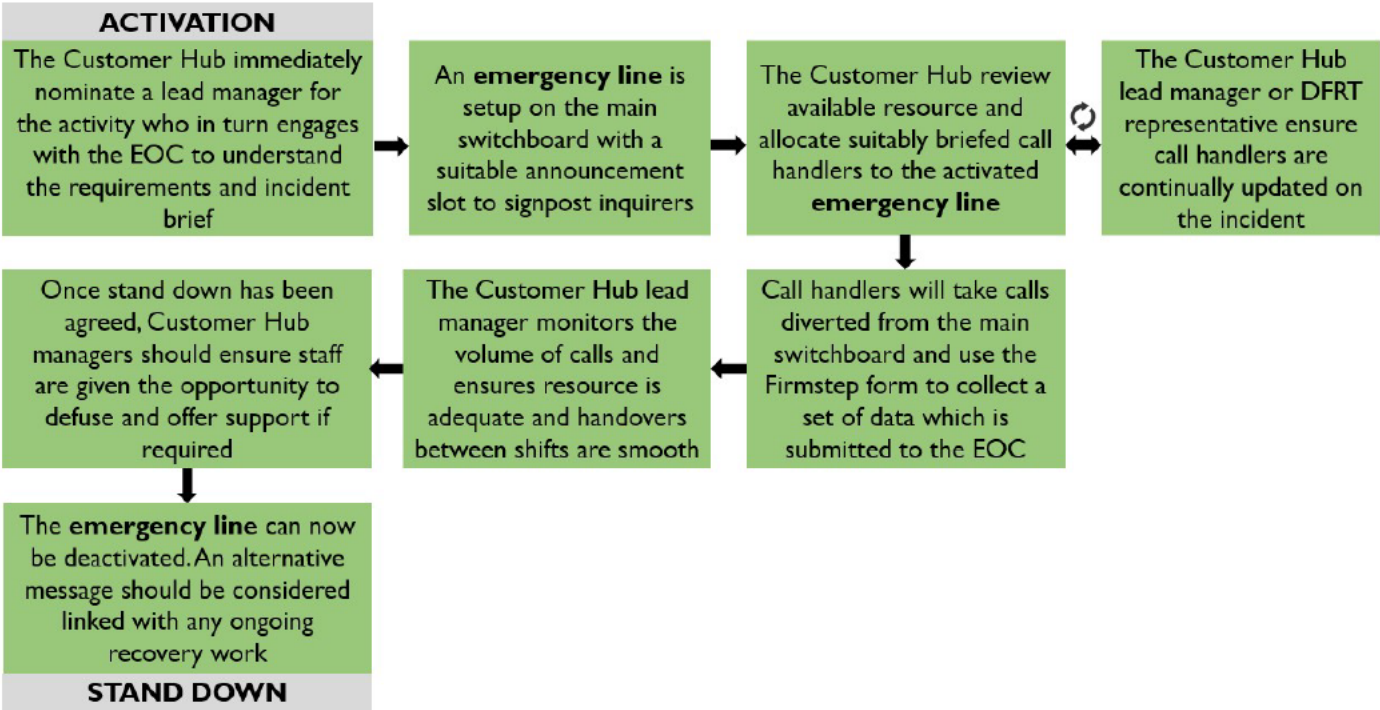 ACTIVATION
The Customer Hub immediately
nominate a lead manager for
the activity who in turn engages
with the EOC to understand
the requirements and incident
brief
An emergency line is
setup on the main
switchboard with a
suitable announcement
slot to signpost inquirers
The Customer Hub review
available resource and
allocate suitably briefed call
handlers to the activated
emergency line
The Customer Hub
lead manager or DFRT
representative ensure
call handlers are
continually updated on
the incident
Call handlers will take calls
diverted from the main
switchboard and use the
Firmstep form to collect a
set of data which is
submitted to the EOC
The Customer Hub lead
manager monitors the
volume of calls and
ensures resource is
adequate and handovers
between shifts are smooth
Once stand down has been
agreed, Customer Hub
managers should ensure staff
are given the opportunity to
defuse and offer support if
required
The emergency line can now
be deactivated. An alternative
message should be considered
linked with any ongoing
recovery work
STAND DOWN